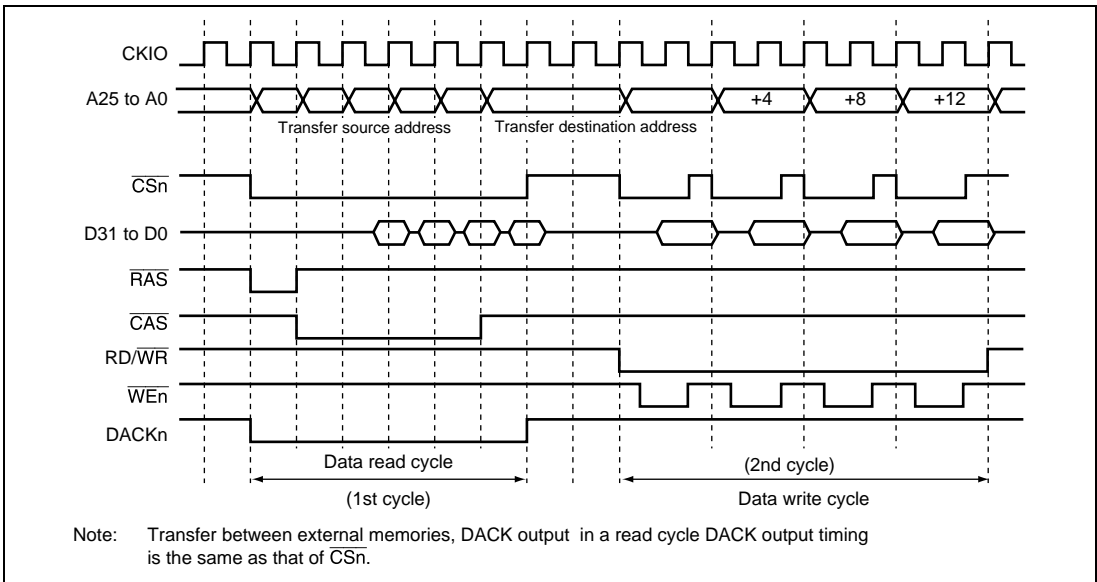 CKIO
A25 to A0
+4
+8
+12
Transfer source address
Transfer destination address
CSn
D31 to D0
RAS
CAS
RD/WR
WEn
DACKn
Data read cycle
(2nd cycle)
(1st cycle)
Data write cycle
Note: Transfer between external memories, DACK output in a read cycle DACK output timing
is the same as that of CSn.